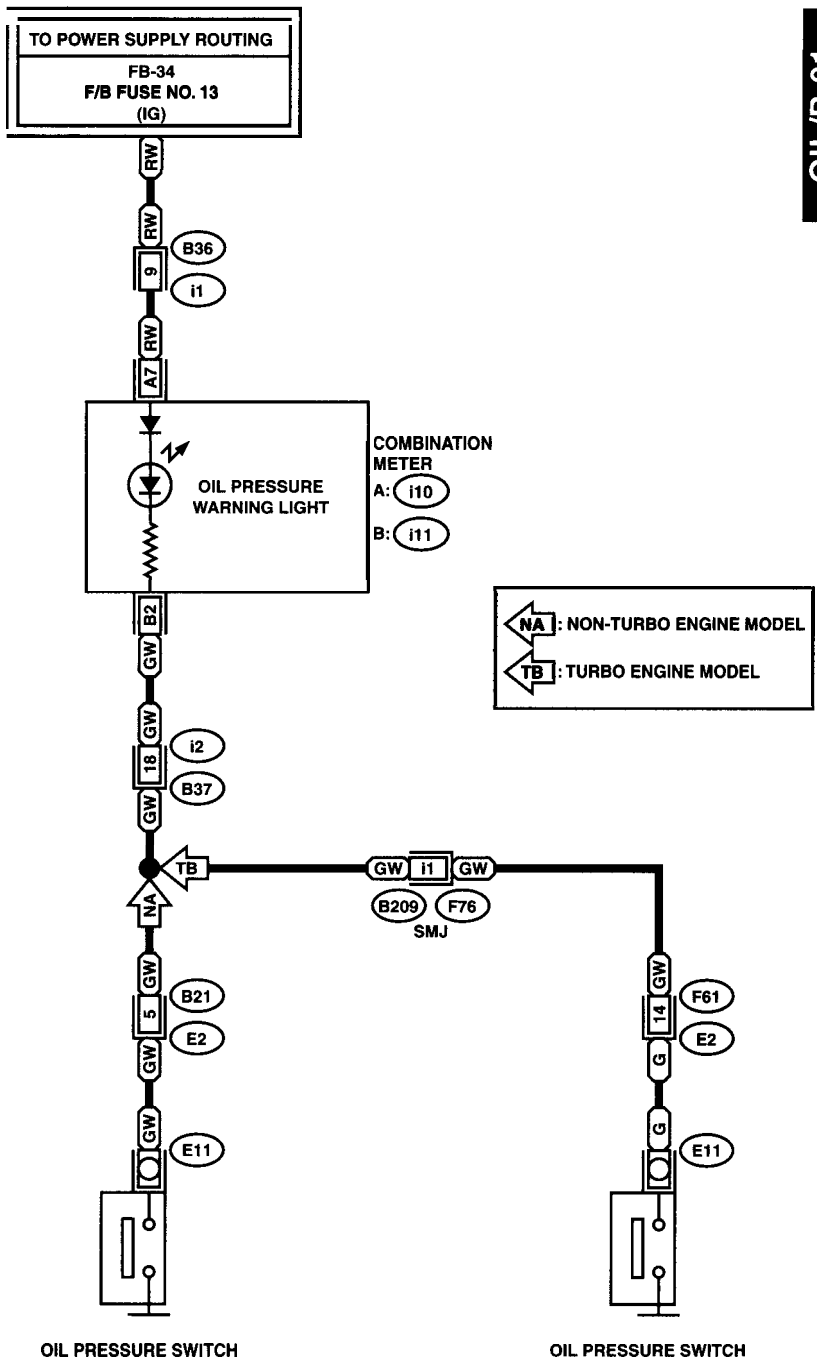 TO POWER SUPPLY ROUTING
FB-34
F/B FUSE NO. 13
(IG)
RW
RW
B36
9
i1
RW
A7
COMBINATION
METER
A: i10
B: i11
OIL PRESSURE
WARNING LIGHT
B2
GW
NA : NON-TURBO ENGINE MODEL
TB : TURBO ENGINE MODEL
GW
i2
18
B37
GW
TB
GW i1 GW
B209 F76
SMJ
NA
GW
B21
5
E2
GW
GW
E11
GW
F61
14
E2
G
G
E11
OIL PRESSURE SWITCH
OIL PRESSURE SWITCH